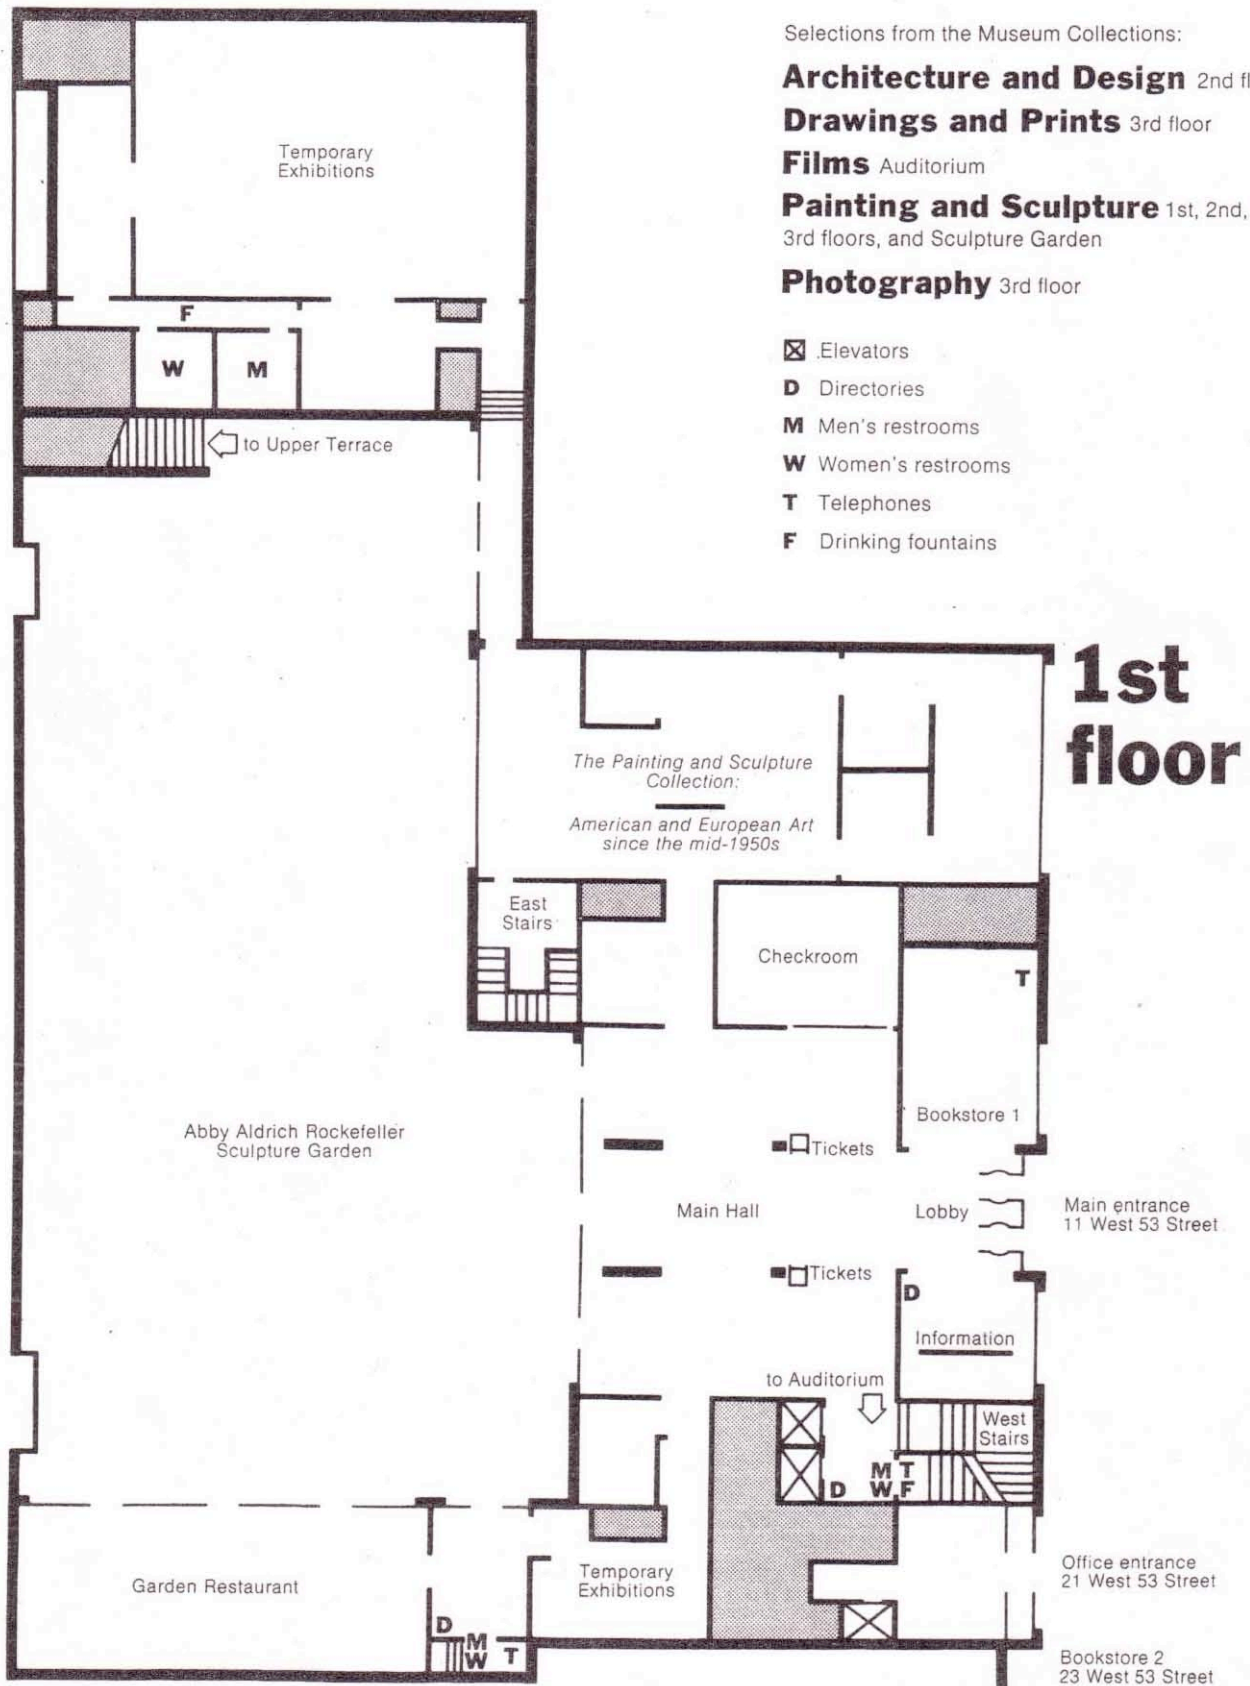 Selections from the Museum Collections:
Architecture and Design 2nd fl
Drawings and Prints 3rd floor
Films Auditorium
Painting and Sculpture 1st, 2nd,
3rd floors, and Sculpture Garden
Photography 3rd floor
Elevators
D Directories
M Men's restrooms
W Women's restrooms
T Telephones
F Drinking fountains
1st
floor
Temporary
Exhibitions
F
W
M
to Upper Terrace
The Painting and Sculpture
Collection:
American and European Art
since the mid-1950s
East
Stairs
Checkroom
T
Bookstore 1
Abby Aldrich Rockefeller
Sculpture Garden
Tickets
Main Hall
Lobby
Main entrance
11 West 53 Street
Tickets
D
Information
to Auditorium
West
Stairs
M T
D W F
Garden Restaurant
Temporary
Exhibitions
Office entrance
21 West 53 Street
D
M
W T
Bookstore 2
23 West 53 Street